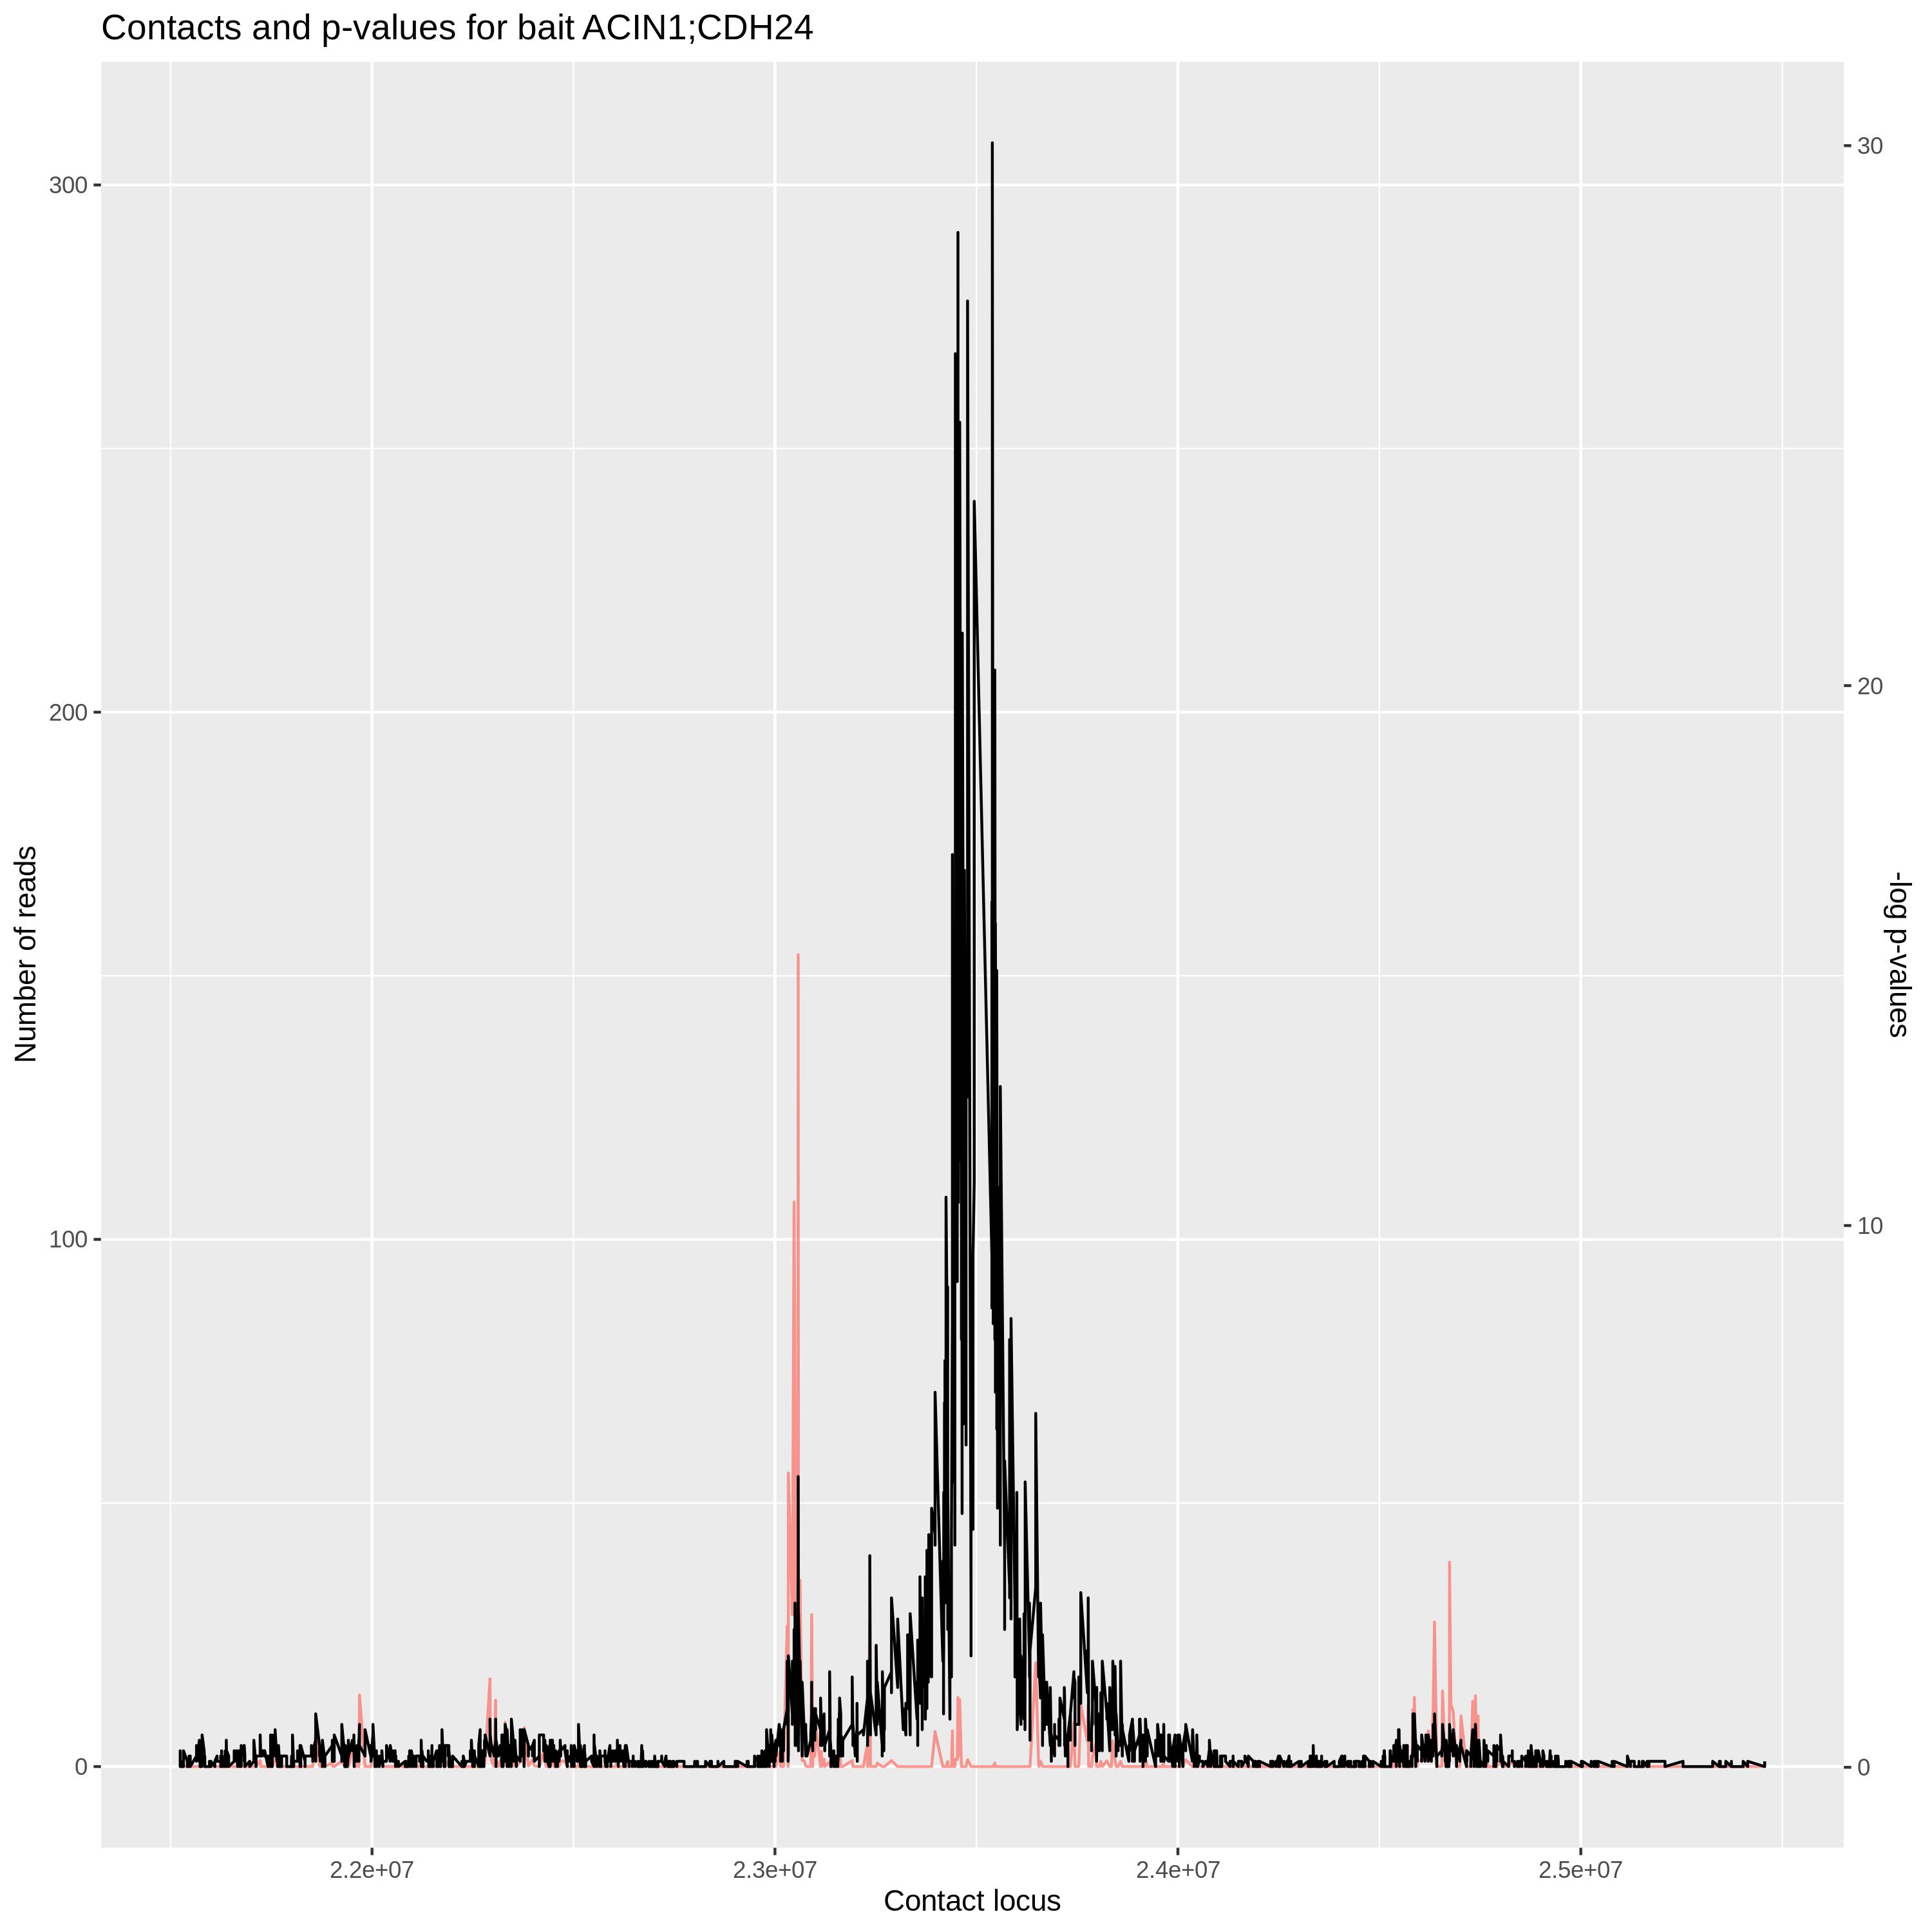 Contacts and p-values for bait ACIN1;CDH24
Number of reads
300
200
100
0
30
20
10
0
-log p-values
2.2e+07
2.3e+07
2.4e+07
2.5e+07
Contact locus